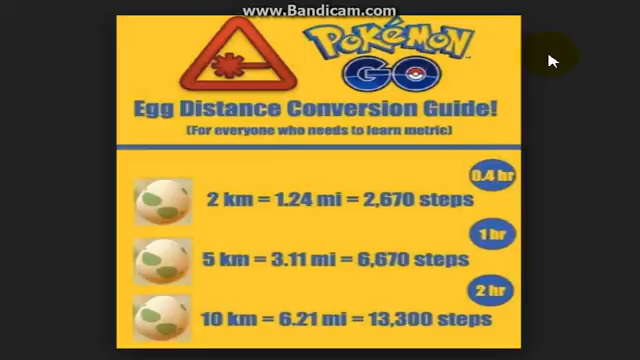 www.Bandicam.com
POKÉMON
GO
Egg Distance Conversion Guide!
(For everyone who needs to learn metric)
0.4 hr
2 km = 1.24 mi = 2,670 steps
1 hr
5 km = 3.11 mi = 6,670 steps
2 hr
10 km = 6.21 mi = 13,300 steps